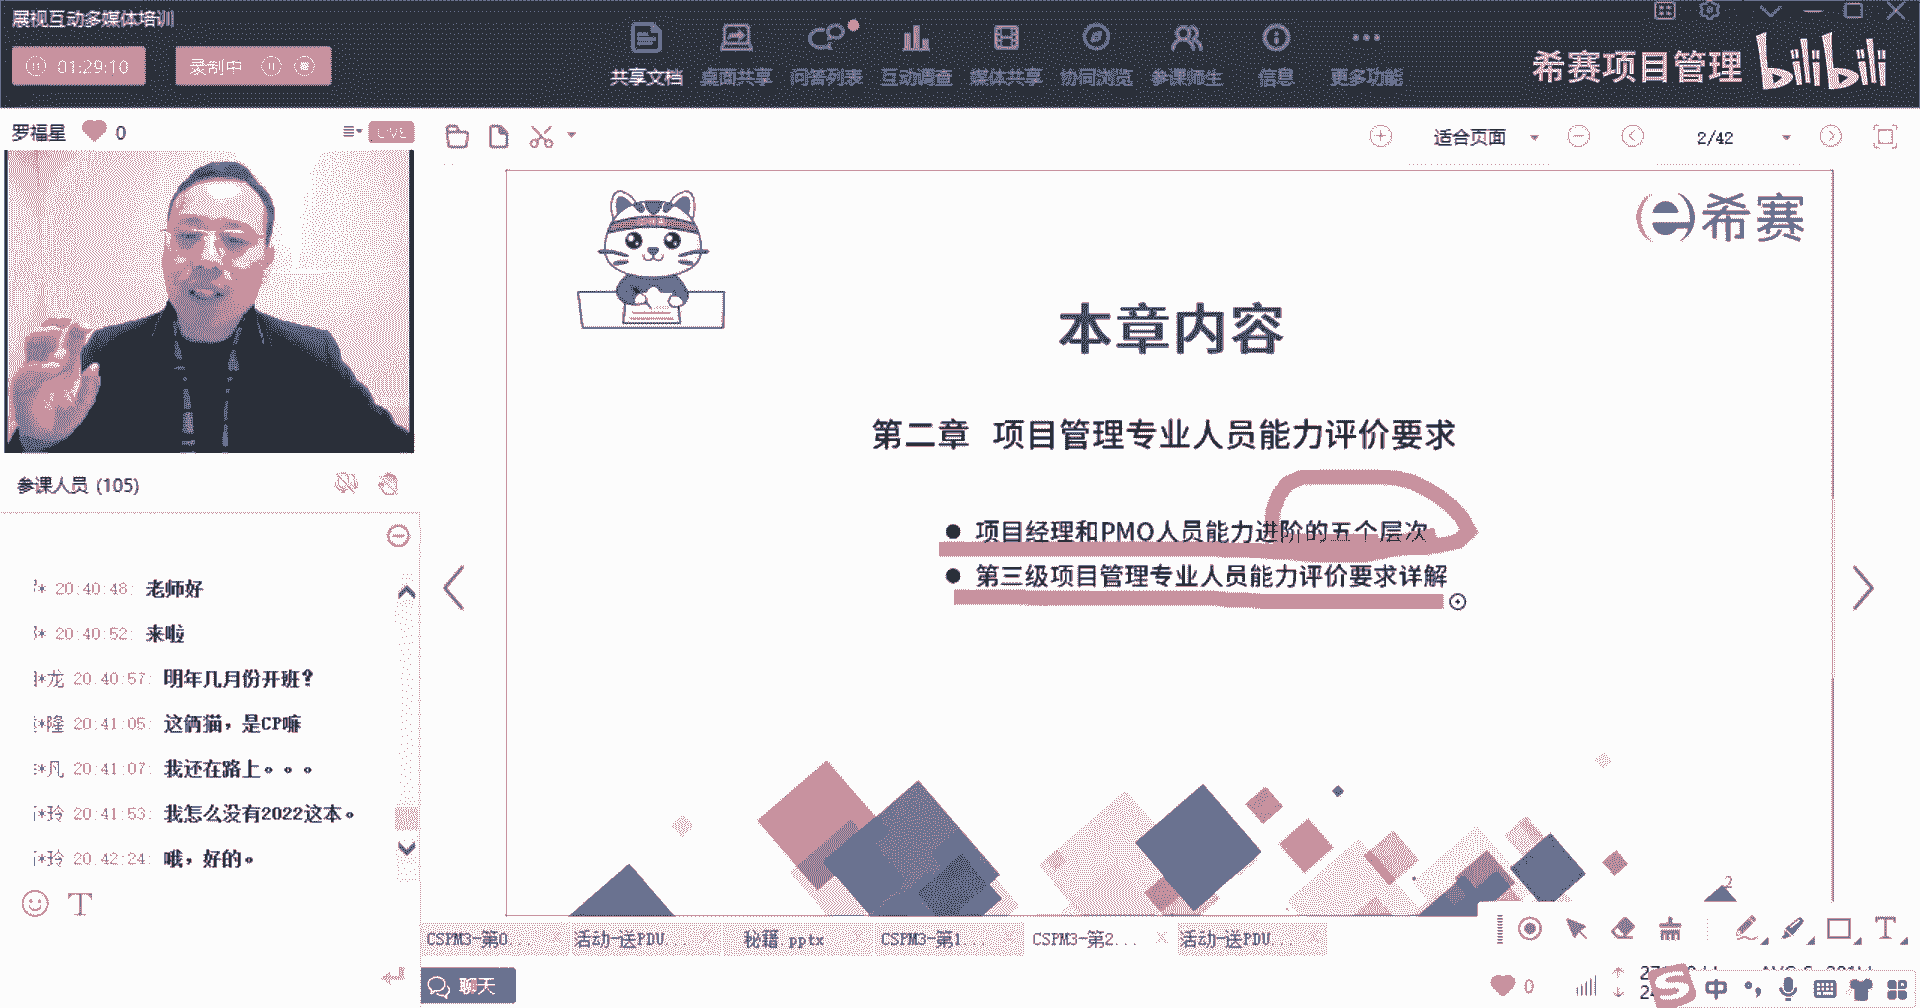 展视互动多媒体培训
01:29:10
录制中
共享文档 桌面共享 问答列表 互动调查 媒体共享 协同浏览 参课师生 信息 更多功能
希赛项目管理 bilibili
罗福星 0
LIVE
适合页面
2/42
希赛
本章内容
第二章 项目管理专业人员能力评价要求
项目经理和PMO人员能力进阶的五个层次
第三级项目管理专业人员能力评价要求详解
2
参课人员 (105)
20:40:48: 老师好
20:40:52: 来啦
*龙 20:40:57: 明年几月份开班?
*隆 20:41:05: 这俩猫，是CP嘛
*凡 20:41:07: 我还在路上。。。
*玲 20:41:53: 我怎么没有2022这本。
*玲 20:42:24: 哦，好的。
T
CSPM3-第0... 活动-送PDU... 秘籍.pptx CSPM3-第1... CSPM3-第2... 活动-送PDU...
聊天
T
0
中